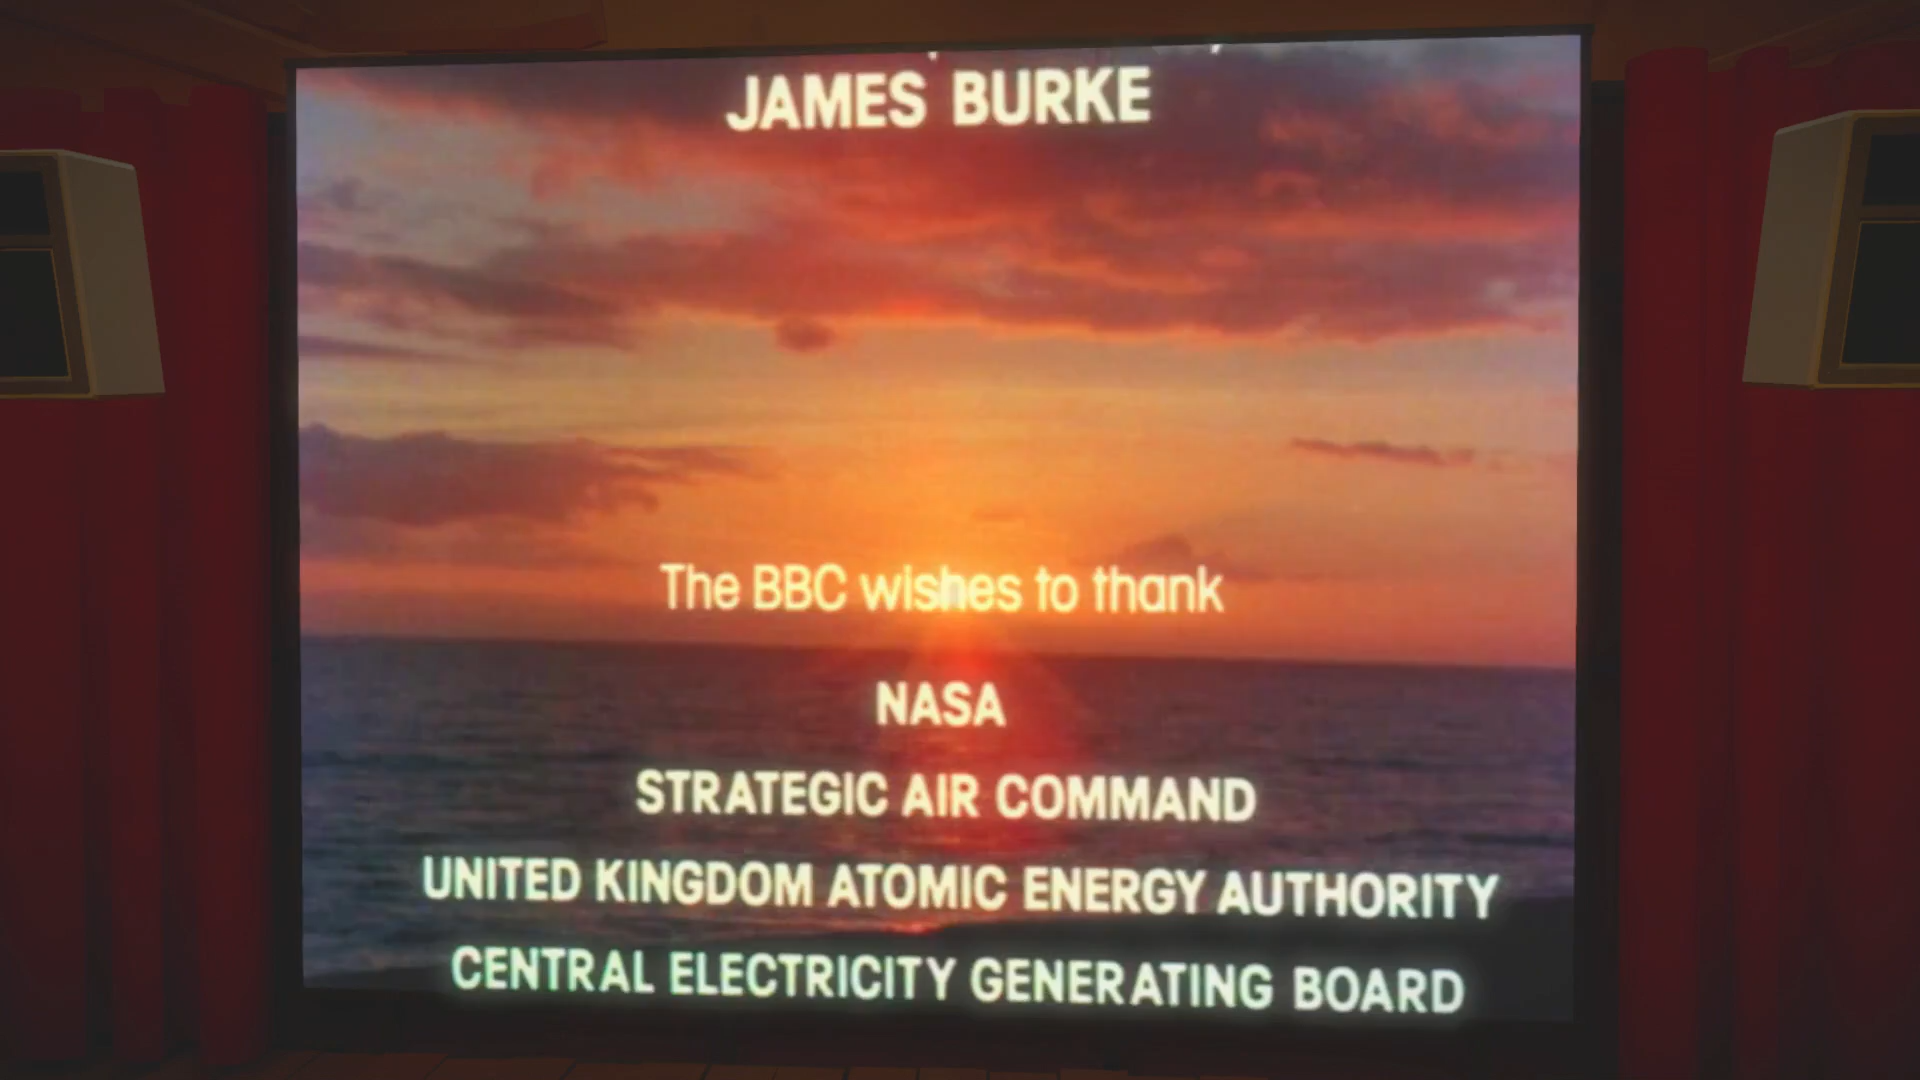 JAMES BURKE
The BBC wishes to thank
NASA
STRATEGIC AIR COMMAND
UNITED KINGDOM ATOMIC ENERGY AUTHORITY
CENTRAL ELECTRICITY GENERATING BOARD